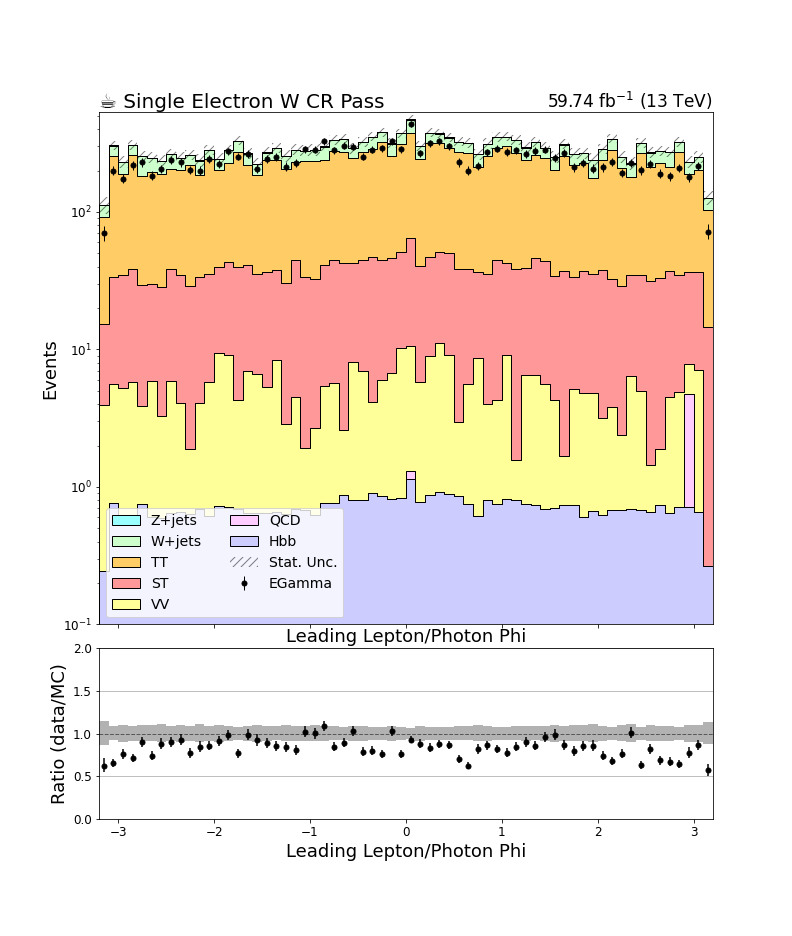 ☕ Single Electron W CR Pass
59.74 fb⁻¹ (13 TeV)
Events
10²
10¹
10⁰
10⁻¹
Z+jets
W+jets
TT
ST
VV
QCD
Hbb
Stat. Unc.
EGamma
Leading Lepton/Photon Phi
Ratio (data/MC)
2.0
1.5
1.0
0.5
0.0
−3 −2 −1 0 1 2 3
Leading Lepton/Photon Phi